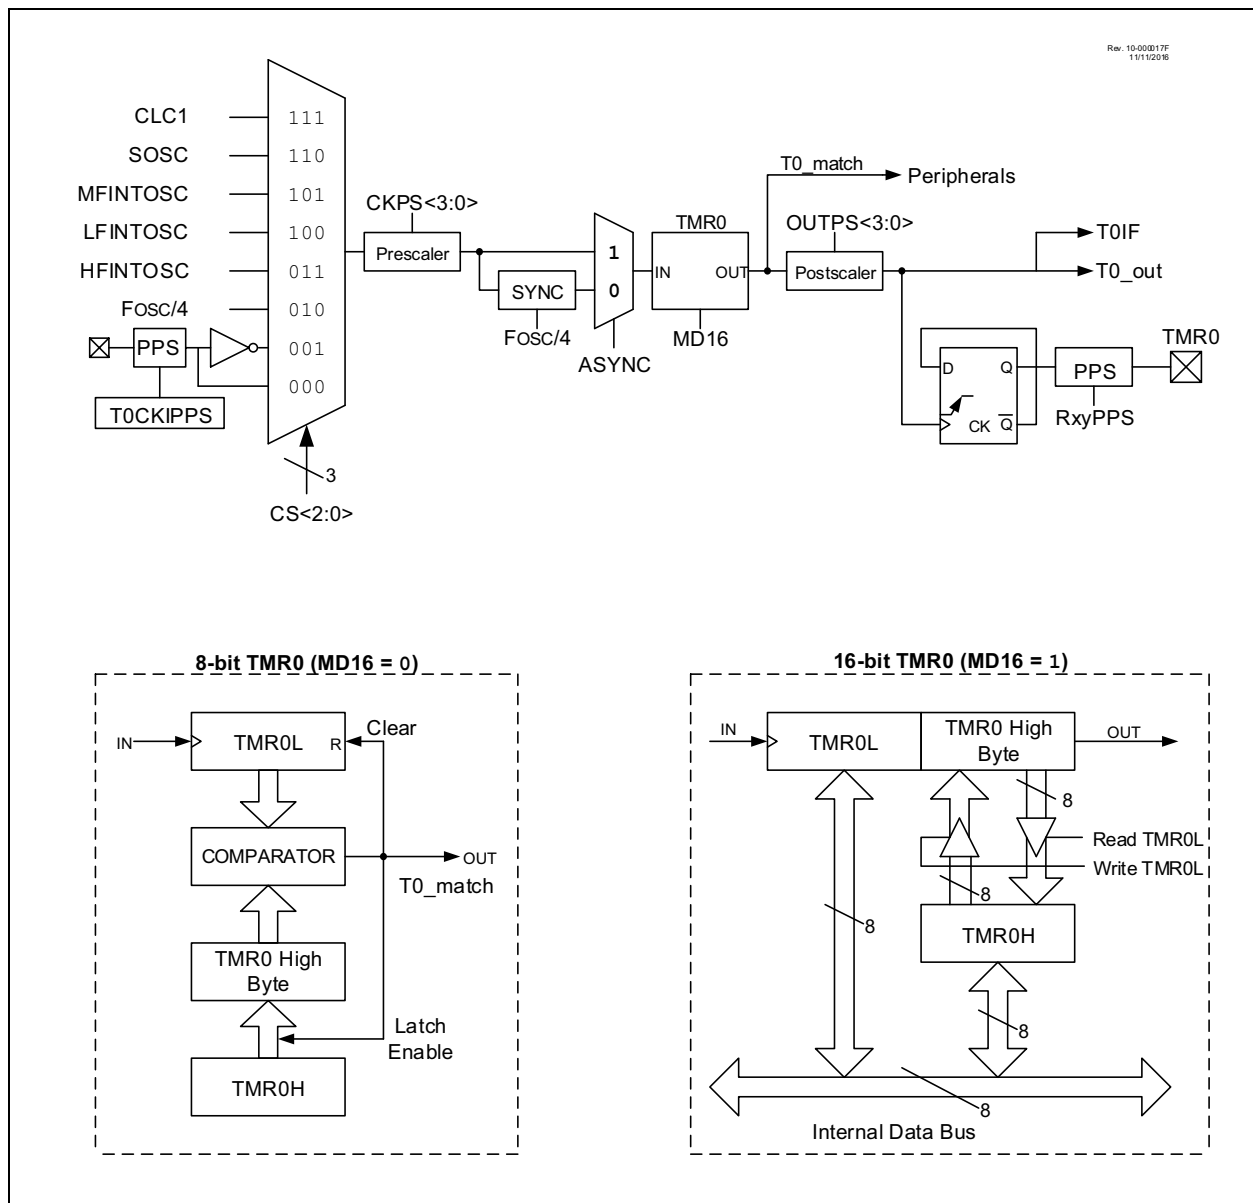 Rev. 10-000017F
11/11/2016
CLC1
111
SOSC
110
MFINTOSC
101
LFINTOSC
100
HFINTOSC
011
FOSC/4
010
PPS
001
000
T0CKIPPS
3
CS<2:0>
CKPS<3:0>
Prescaler
SYNC
FOSC/4
1
0
ASYNC
TMR0
IN
OUT
MD16
T0_match
Peripherals
OUTPS<3:0>
Postscaler
T0IF
T0_out
D
Q
CK
Q
PPS
RxyPPS
TMR0
8-bit TMR0 (MD16 = 0)
IN
TMR0L
R
Clear
COMPARATOR
OUT
T0_match
TMR0 High
Byte
Latch
Enable
TMR0H
16-bit TMR0 (MD16 = 1)
IN
TMR0L
TMR0 High
Byte
OUT
8
Read TMR0L
Write TMR0L
8
8
TMR0H
8
8
Internal Data Bus